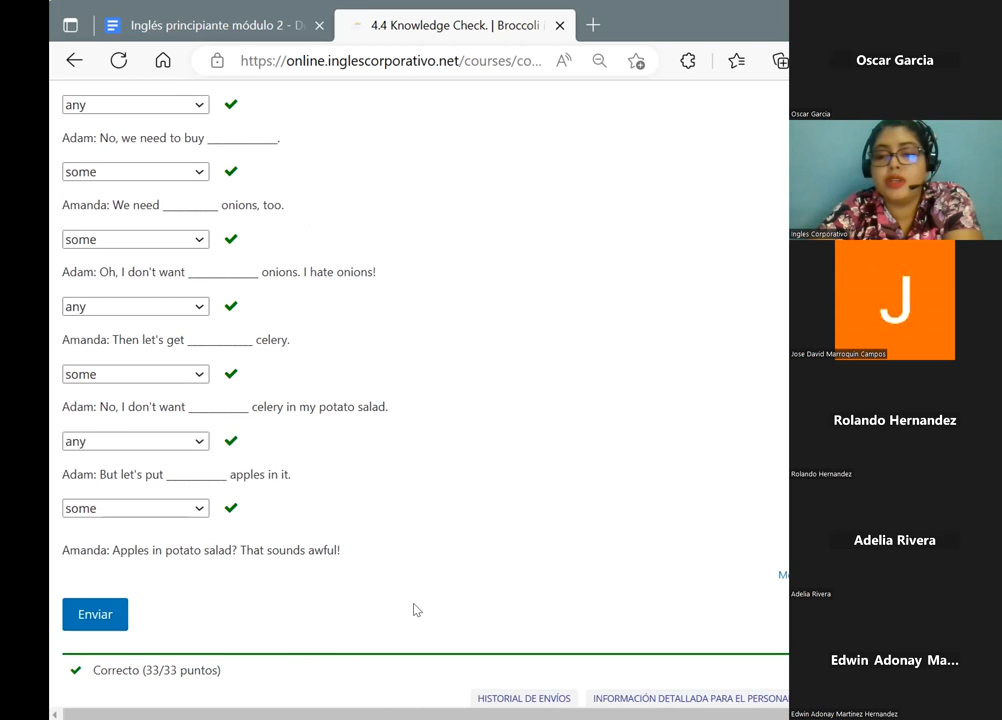 Inglés principiante módulo 2 - D
4.4 Knowledge Check. | Broccoli
https://online.inglescorporativo.net/courses/co...
any
Adam: No, we need to buy ____________.
some
Amanda: We need _________ onions, too.
some
Adam: Oh, I don't want ____________ onions. I hate onions!
any
Amanda: Then let's get ___________ celery.
some
Adam: No, I don't want __________ celery in my potato salad.
any
Adam: But let's put __________ apples in it.
some
Amanda: Apples in potato salad? That sounds awful!
Enviar
Correcto (33/33 puntos)
HISTORIAL DE ENVÍOS
INFORMACIÓN DETALLADA PARA EL PERSONA
Oscar Garcia
Oscar Garcia
Ingles Corporativo
J
Jose David Marroquin Campos
Rolando Hernandez
Rolando Hernandez
Adelia Rivera
Adelia Rivera
Edwin Adonay Ma...
Edwin Adonay Martinez Hernandez